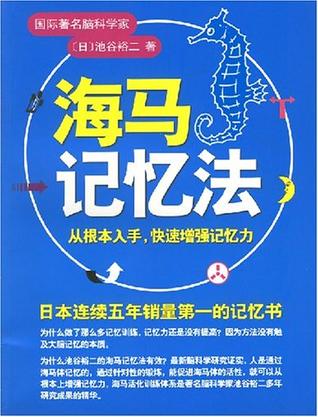 国际著名脑科学家
[日]池谷裕二 著
海马
记忆法
从根本入手,快速增强记忆力
日本连续五年销量第一的记忆书
为什么做了那么多记忆训练，记忆力还是没有提高？因为方法没有触
及大脑记忆的本质。
为什么池谷裕二的海马记忆法有效？最新脑科学研究证实，人是通过
海马体记忆的，通过针对性的锻炼，能促进海马体的活性，就可以从
根本上增强记忆力，海马活化训练体系是著名脑科学家池谷裕二多年
研究成果的精华。